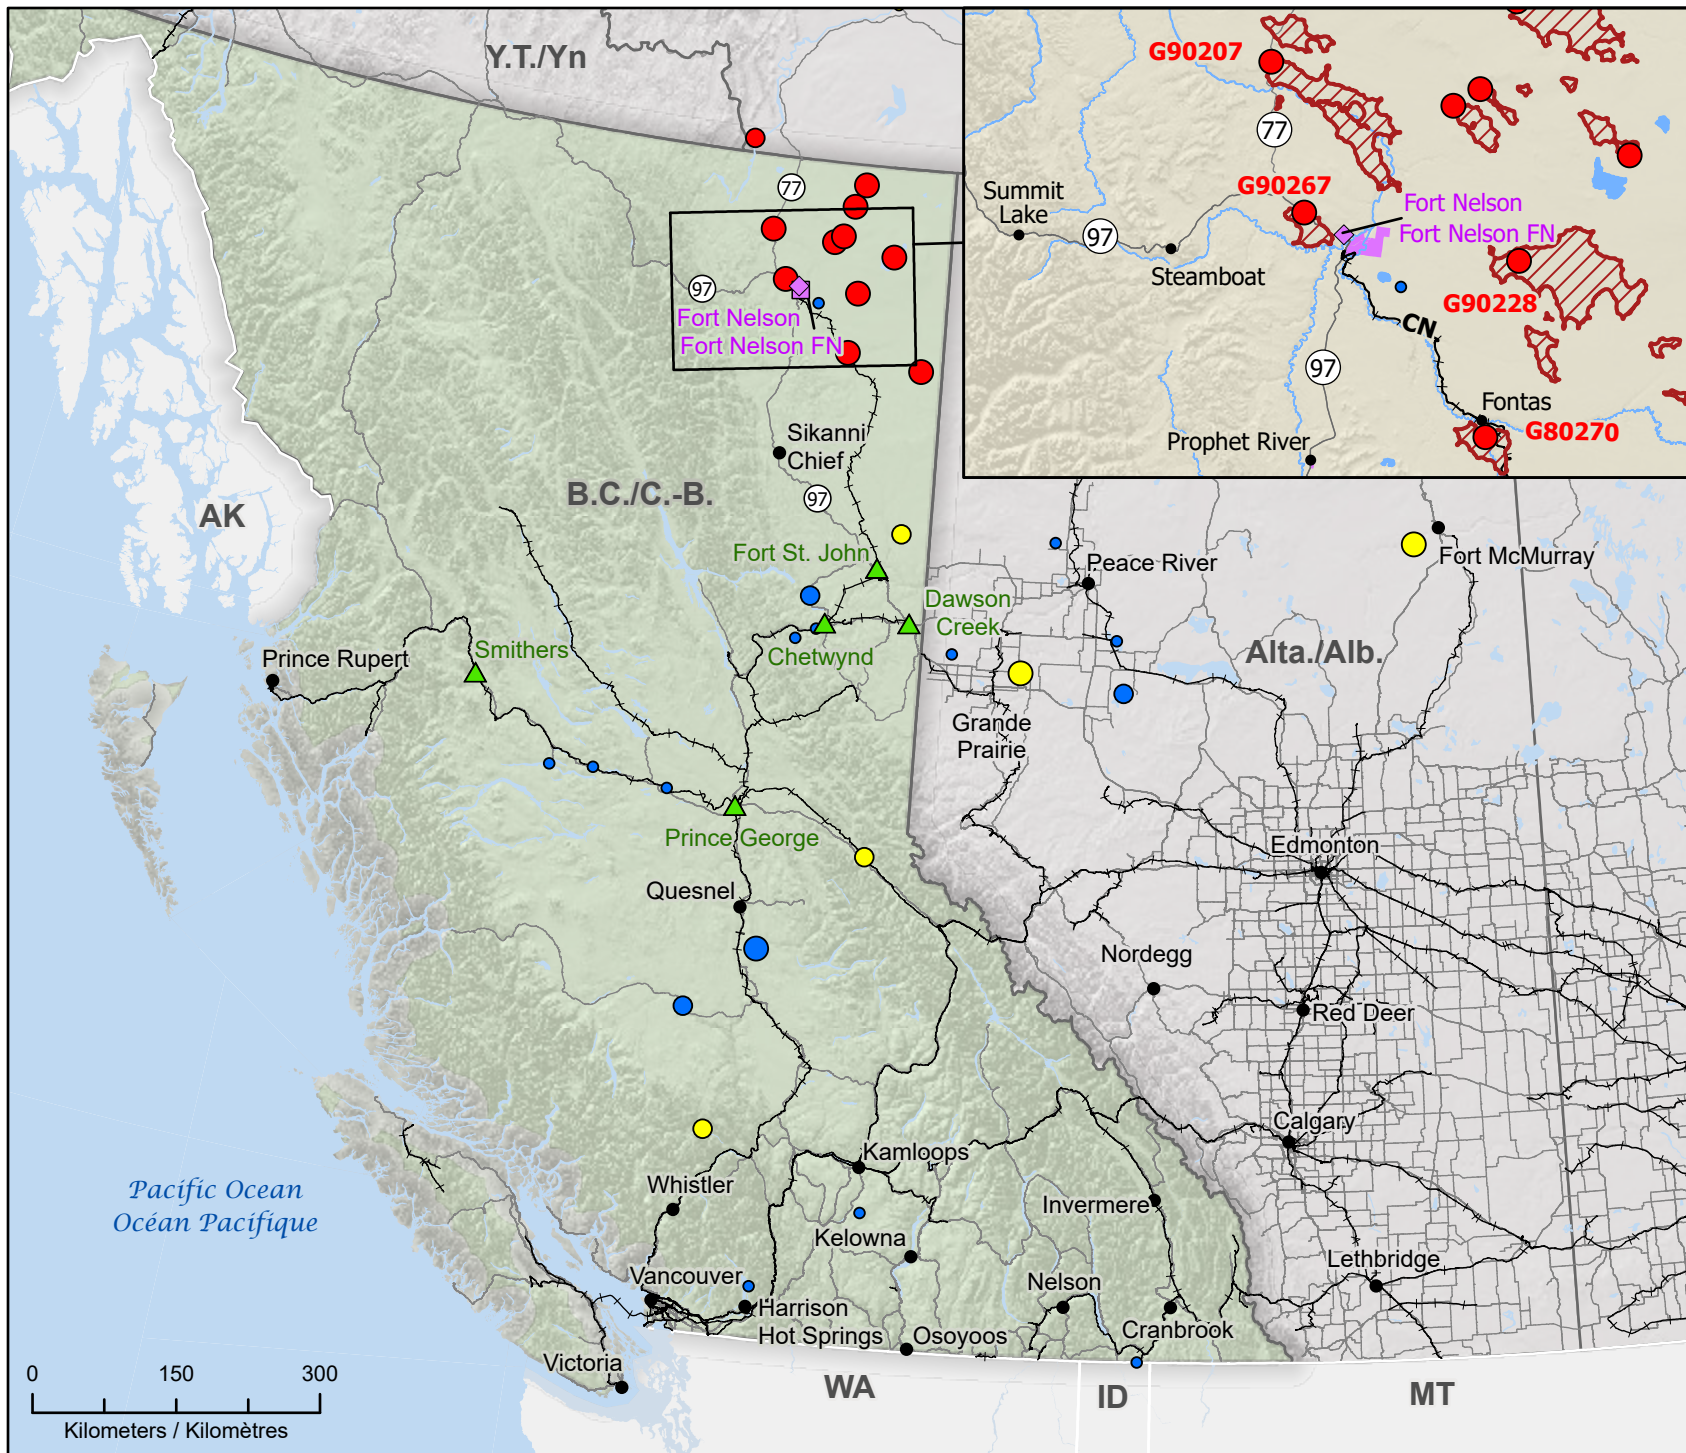 Y.T./Yn
77
97
Fort Nelson
Fort Nelson FN
Sikanni
Chief
97
B.C./C.-B.
AK
Fort St. John
Dawson
Creek
Chetwynd
Smithers
Prince Rupert
Prince George
Quesnel
Peace River
Fort McMurray
Alta./Alb.
Grande
Prairie
Edmonton
Nordegg
Red Deer
Calgary
Lethbridge
Kamloops
Whistler
Kelowna
Invermere
Vancouver
Harrison
Hot Springs
Nelson
Osoyoos
Cranbrook
Victoria
Pacific Ocean
Océan Pacifique
WA
ID
MT
0 150 300
Kilometers / Kilomètres
G90207
77
G90267
Summit
Lake
97
Steamboat
Fort Nelson
Fort Nelson FN
G90228
CN
97
Fontas
G80270
Prophet River